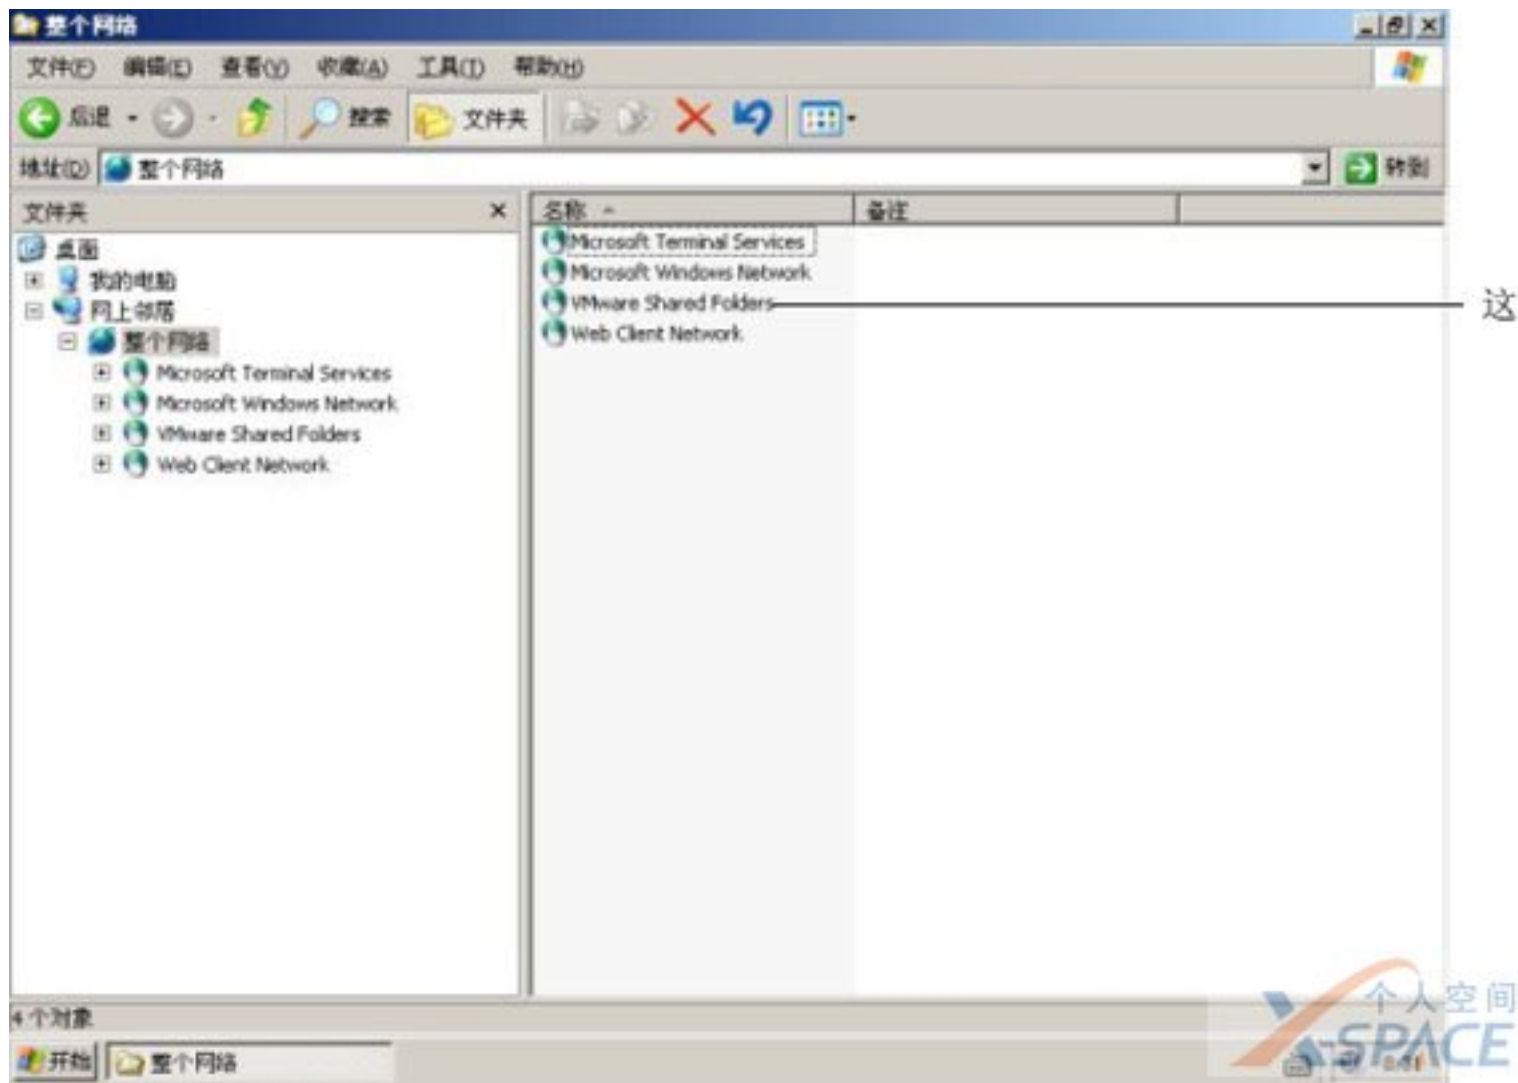 整个网络
文件(F) 编辑(E) 查看(V) 收藏(A) 工具(T) 帮助(H)
后退 搜索 文件夹
地址(D) 整个网络 转到
文件夹
名称 备注
桌面
我的电脑
网上邻居
整个网络
Microsoft Terminal Services
Microsoft Windows Network
VMware Shared Folders
Web Client Network
Microsoft Terminal Services
Microsoft Windows Network
VMware Shared Folders
Web Client Network
这
4 个对象
开始 整个网络
个人空间
X-SPACE